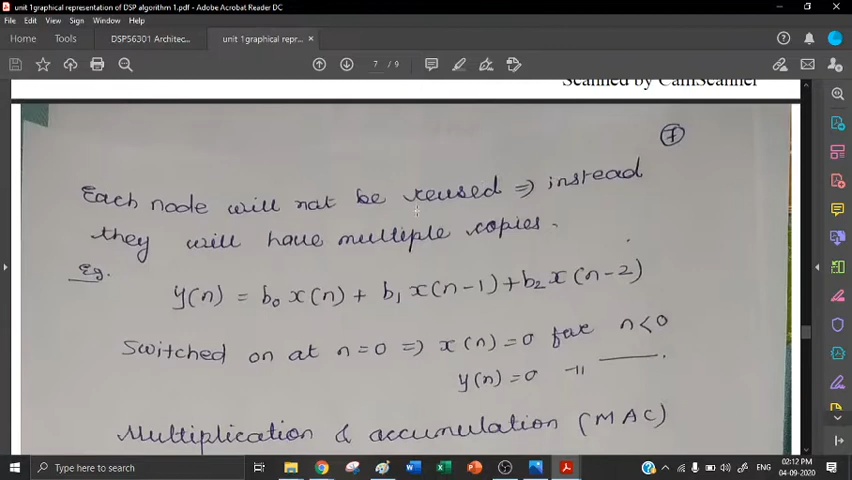 unit 1graphical representation of DSP algorithm 1.pdf - Adobe Acrobat Reader DC
File Edit View Sign Window Help
Home Tools DSP56301 Architec... unit 1graphical repr... ×
7 / 9
Scanned by CamScanner
7
Each node will not be reused ⇒ instead
they will have multiple copies.
Eg.
y(n) = b0 x(n) + b1 x(n-1) + b2 x(n-2)
Switched on at n=0 ⇒ x(n)=0 for n<0
y(n)=0 -11-
Multiplication & accumulation (MAC)
Type here to search
ENG
02:12 PM
04-09-2020